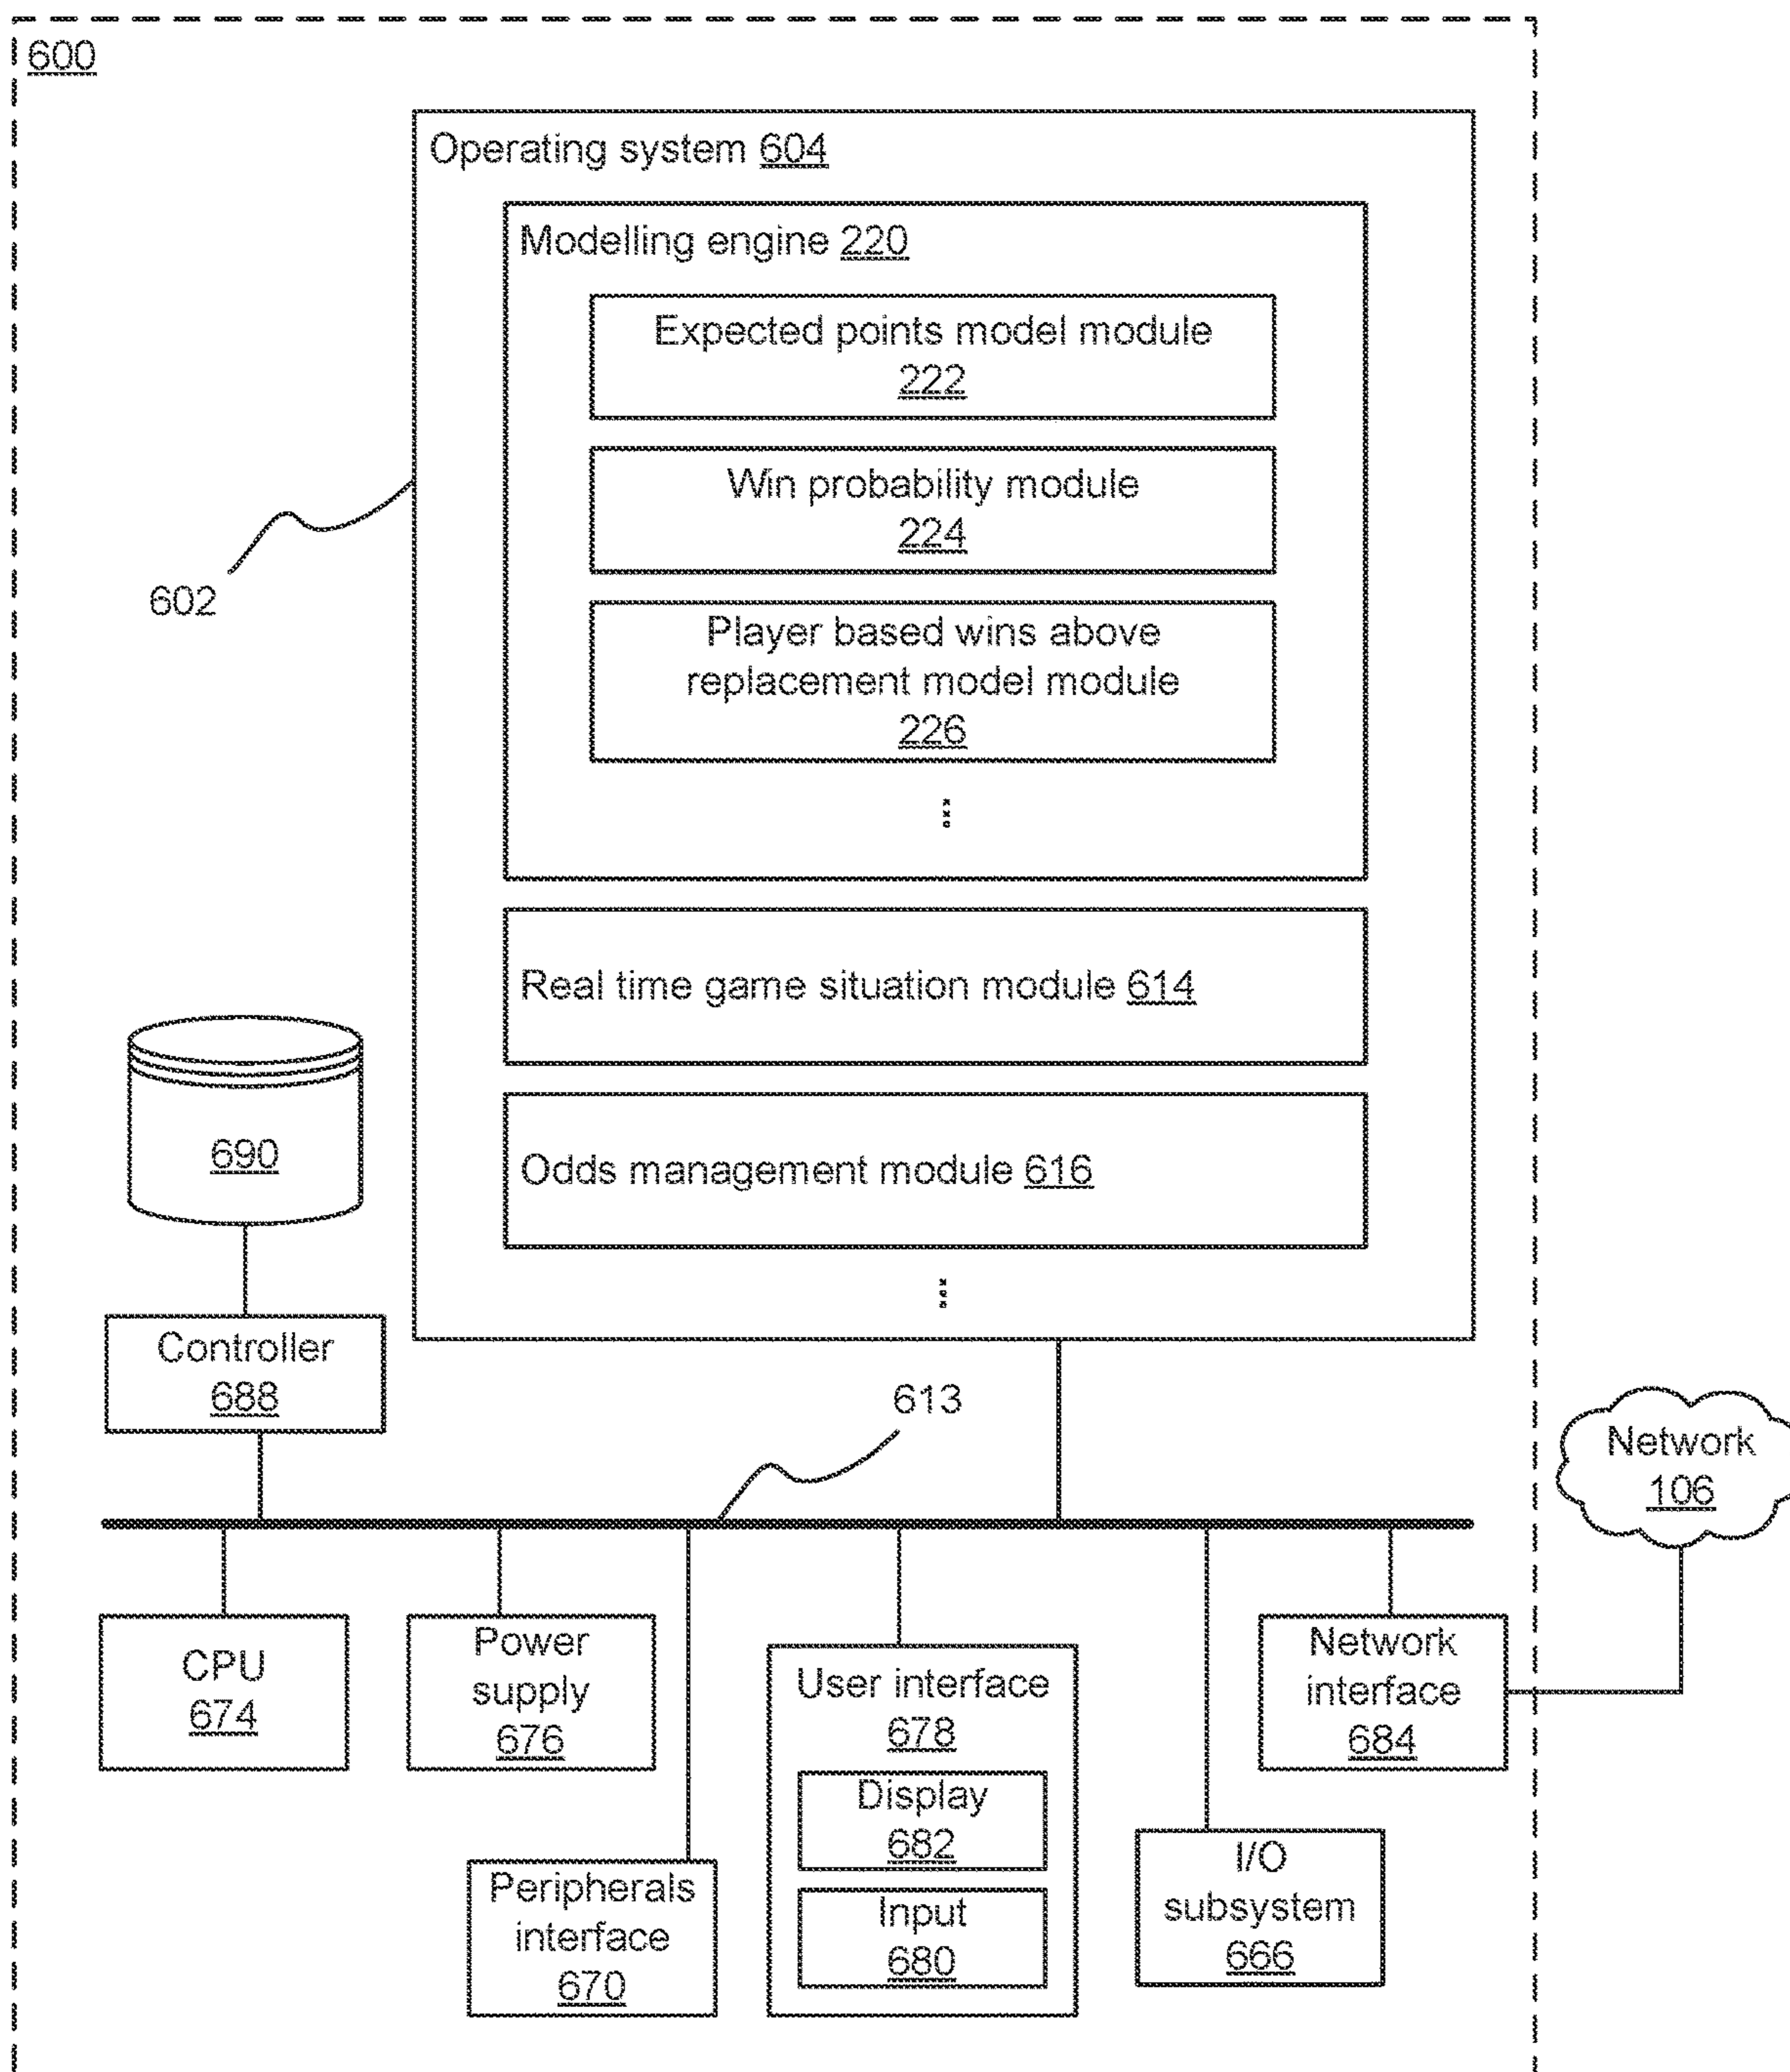 600
Operating system 604
Modelling engine 220
Expected points model module
222
Win probability module
224
602
Player based wins above
replacement model module
226
Real time game situation module 614
690
Odds management module 616
Controller
688
613
Network
106
CPU
674
Power
supply
676
User interface
678
Network
interface
684
Display
682
Peripherals
interface
670
Input
680
I/O
subsystem
666